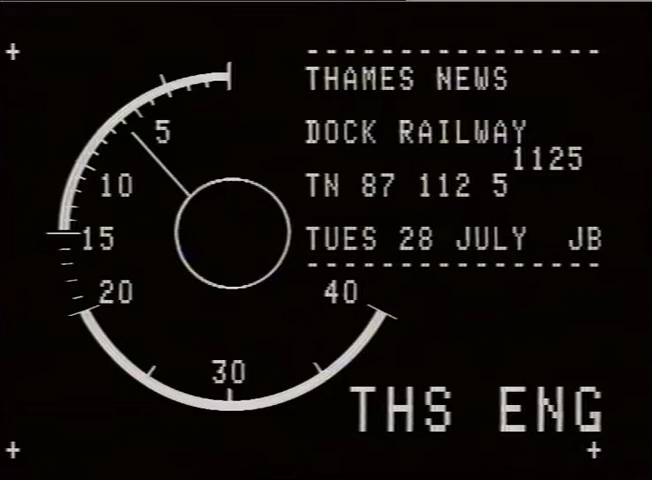 THAMES NEWS
DOCK RAILWAY
1125
TN 87 112 5
TUES 28 JULY JB
5
10
15
20
30
40
THS ENG